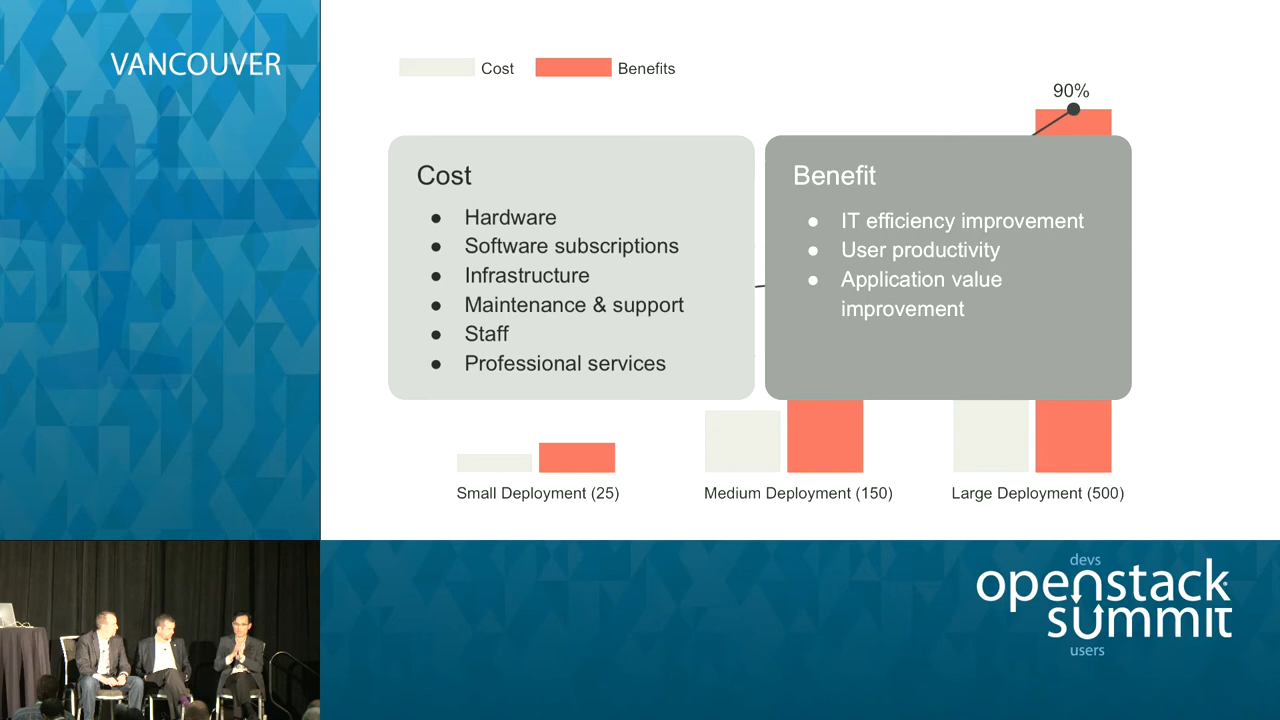 VANCOUVER
Cost
Benefits
90%
Cost
● Hardware
● Software subscriptions
● Infrastructure
● Maintenance & support
● Staff
● Professional services
Benefit
● IT efficiency improvement
● User productivity
● Application value
improvement
Small Deployment (25)
Medium Deployment (150)
Large Deployment (500)
devs
openstack
summit
users